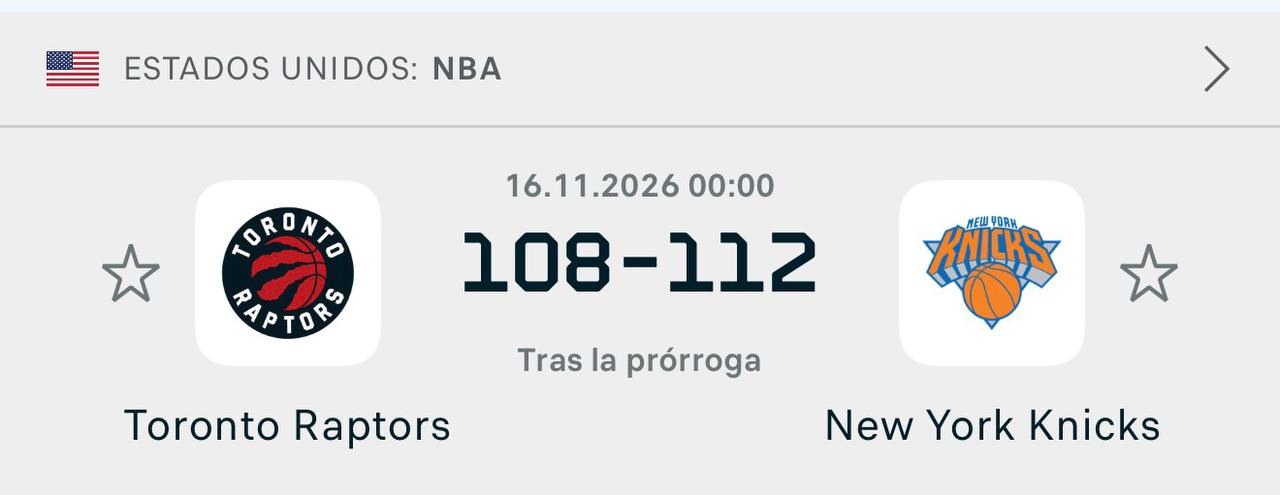 ESTADOS UNIDOS: NBA
16.11.2026 00:00
108-112
Tras la prórroga
TORONTO
RAPTORS
NEW YORK
KNICKS
Toronto Raptors
New York Knicks